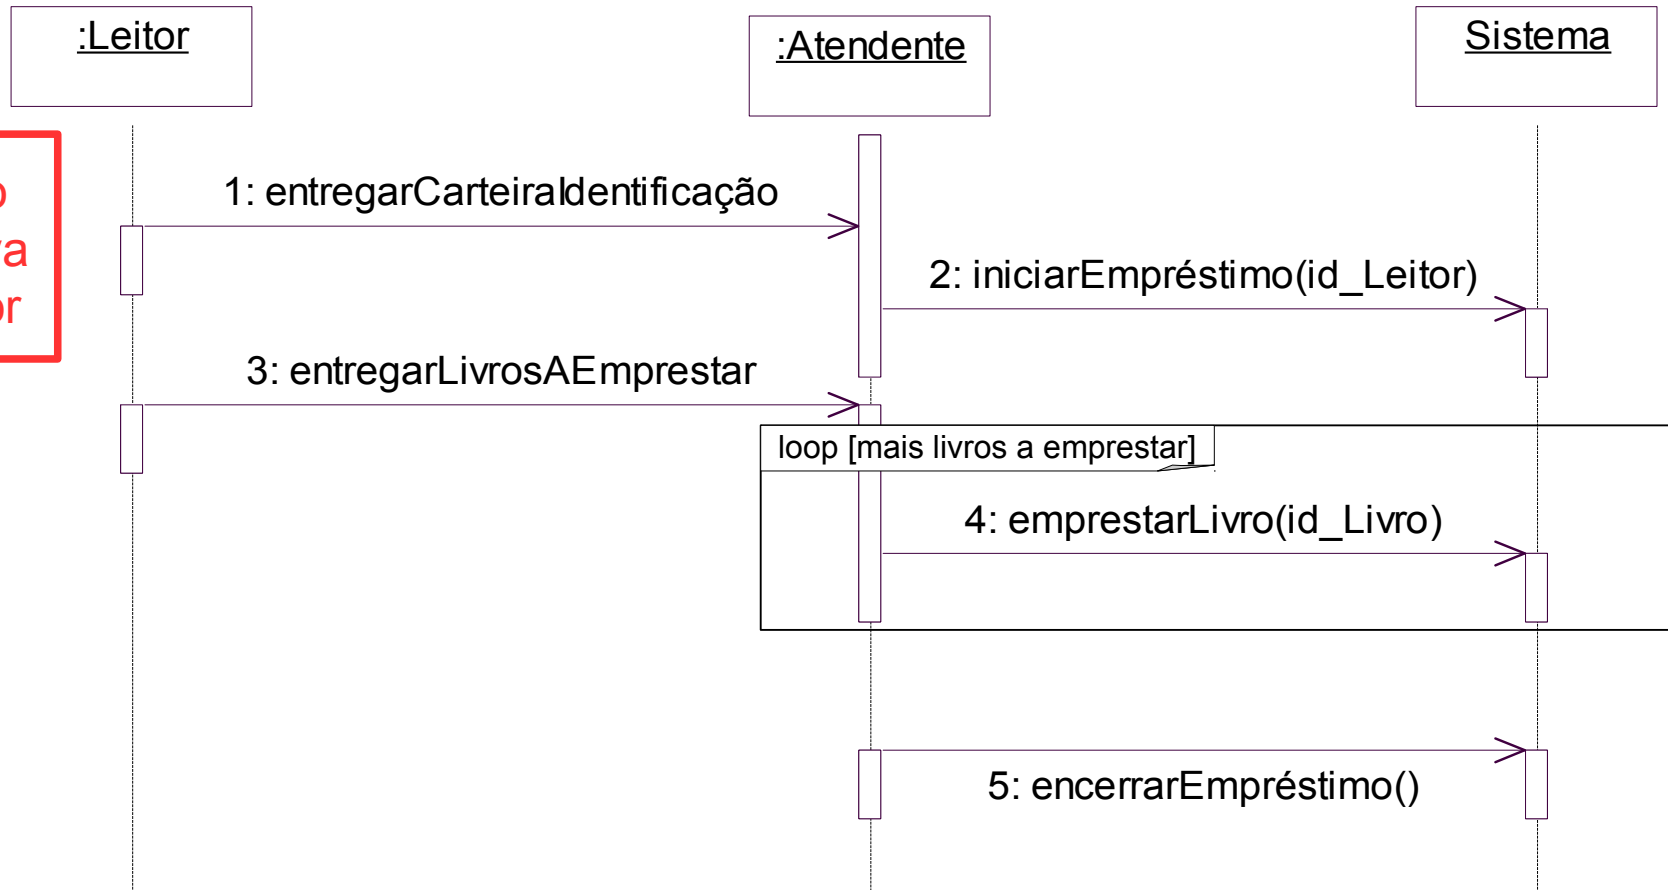 :Leitor
:Atendente
Sistema
1: entregarCarteiraIdentificação
2: iniciarEmpréstimo(id_Leitor)
3: entregarLivrosAEmprestar
loop [mais livros a emprestar]
4: emprestarLivro(id_Livro)
5: encerrarEmpréstimo()